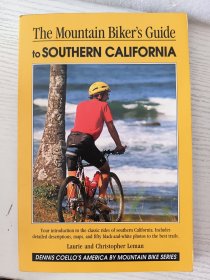 The Mountain Biker's Guide
to SOUTHERN CALIFORNIA
Your introduction to the classic rides of southern California. Includes
detailed descriptions, maps, and fifty black-and-white photos to the best trails.
Laurie and Christopher Leman
DENNIS COELLO'S AMERICA BY MOUNTAIN BIKE SERIES